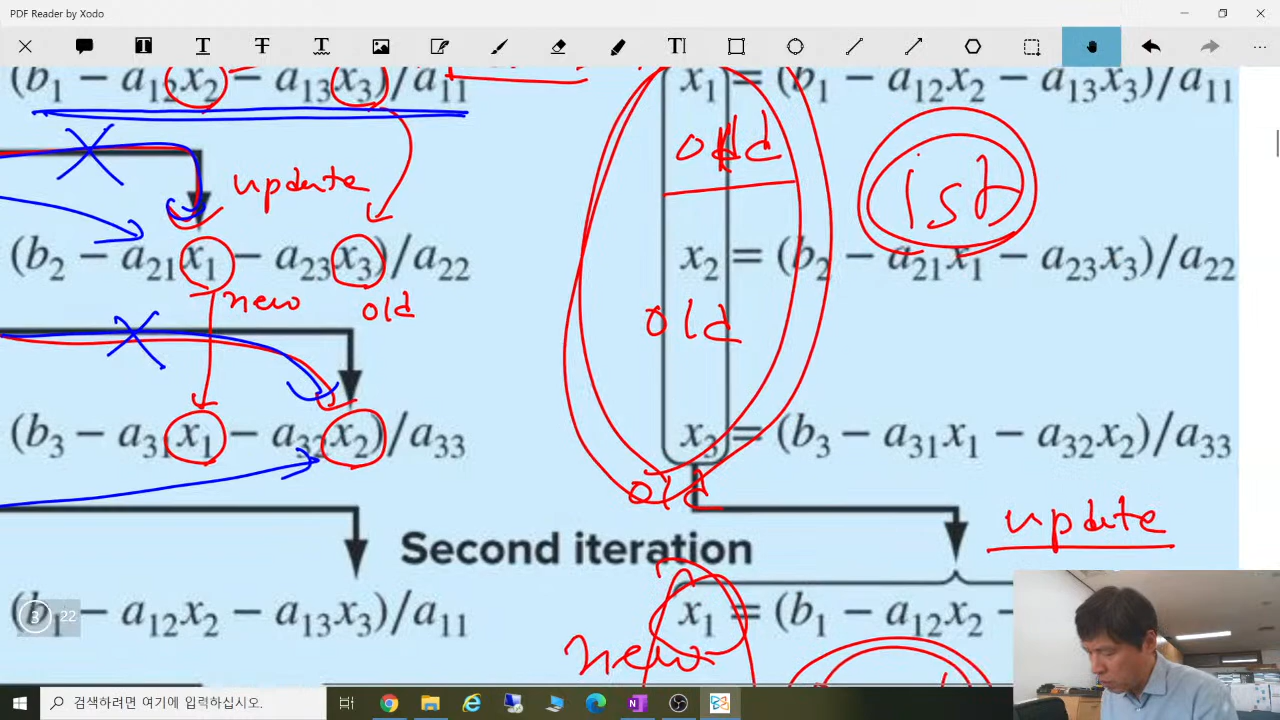 PDF Reader by Xodo
(b₁ − a₁₂x₂ − a₁₃x₃)/a₁₁
x₁ = (b₁ − a₁₂x₂ − a₁₃x₃)/a₁₁
old
update
ist
(b₂ − a₂₁x₁ − a₂₃x₃)/a₂₂
x₂ = (b₂ − a₂₁x₁ − a₂₃x₃)/a₂₂
new
old
old
(b₃ − a₃₁x₁ − a₃₂x₂)/a₃₃
x₃ = (b₃ − a₃₁x₁ − a₃₂x₂)/a₃₃
old
update
Second iteration
(b₁ − a₁₂x₂ − a₁₃x₃)/a₁₁
x₁ = (b₁ − a₁₂x₂ −
3 22
new
검색하려면 여기에 입력하십시오.